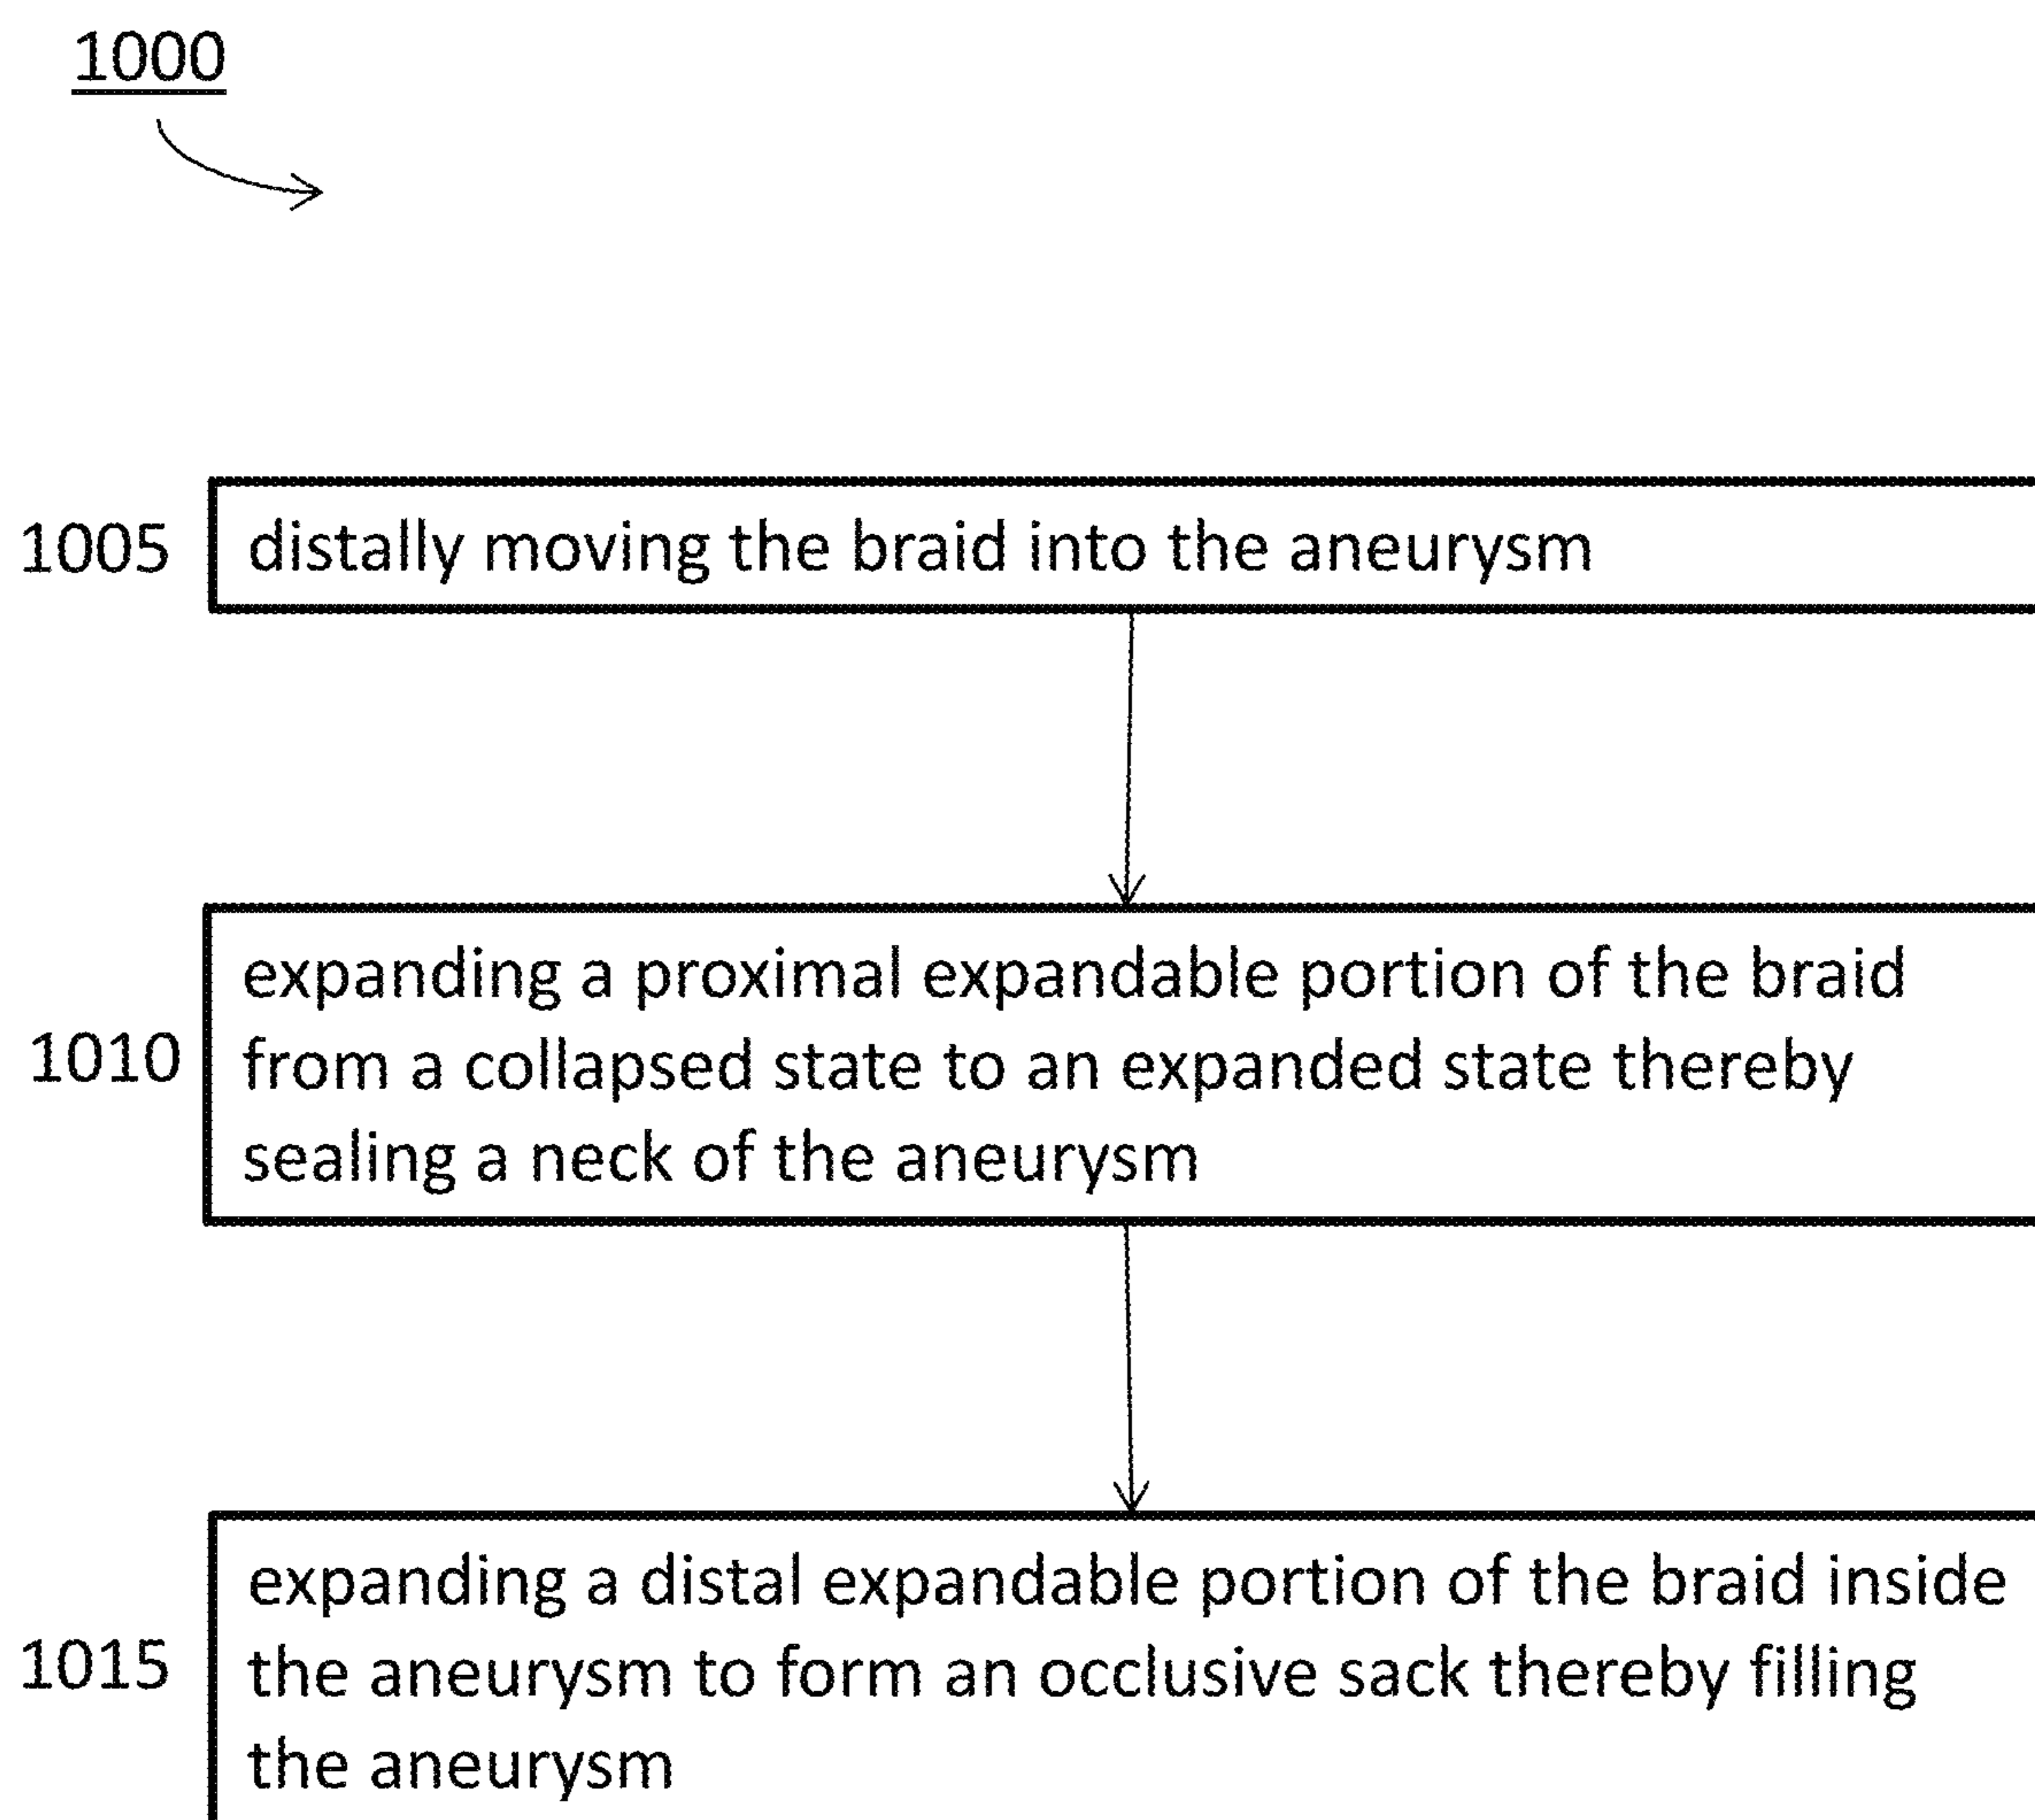 1000
1005
distally moving the braid into the aneurysm
1010
expanding a proximal expandable portion of the braid
from a collapsed state to an expanded state thereby
sealing a neck of the aneurysm
1015
expanding a distal expandable portion of the braid inside
the aneurysm to form an occlusive sack thereby filling
the aneurysm